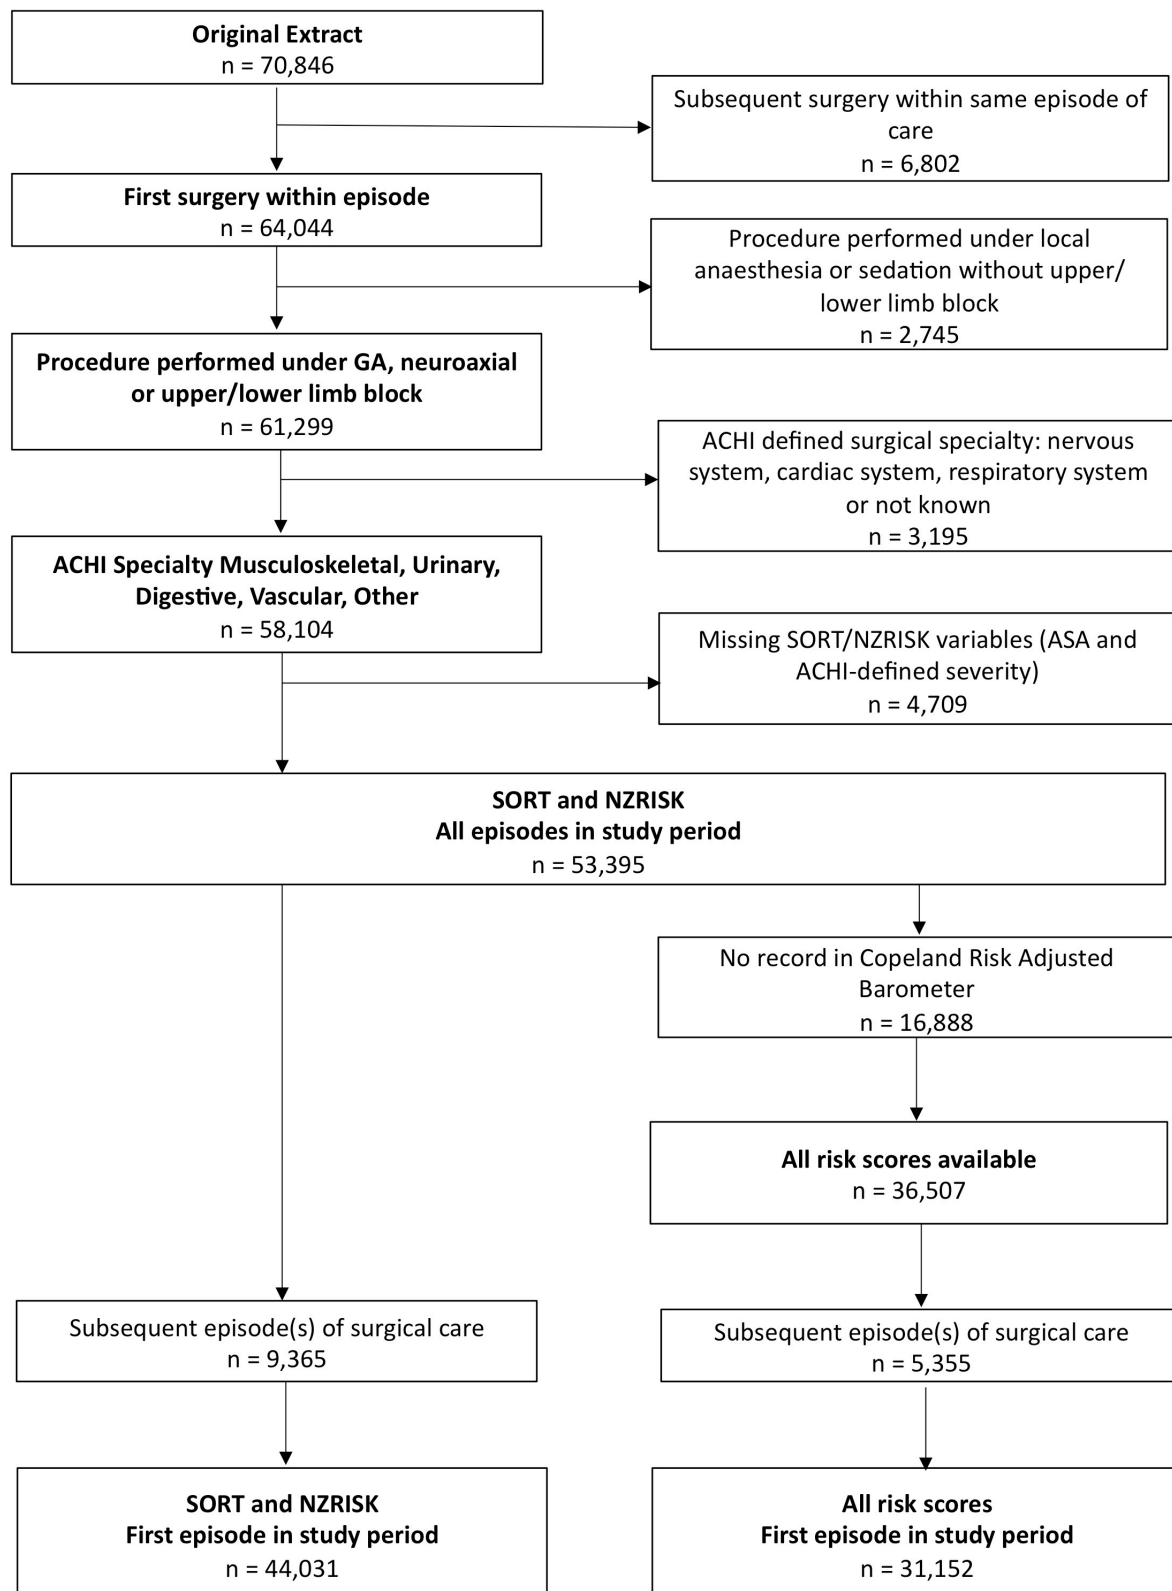 Original Extract
n = 70,846
Subsequent surgery within same episode of
care
n = 6,802
First surgery within episode
n = 64,044
Procedure performed under local
anaesthesia or sedation without upper/
lower limb block
n = 2,745
Procedure performed under GA, neuroaxial
or upper/lower limb block
n = 61,299
ACHI defined surgical specialty: nervous
system, cardiac system, respiratory system
or not known
n = 3,195
ACHI Specialty Musculoskeletal, Urinary,
Digestive, Vascular, Other
n = 58,104
Missing SORT/NZRISK variables (ASA and
ACHI-defined severity)
n = 4,709
SORT and NZRISK
All episodes in study period
n = 53,395
No record in Copeland Risk Adjusted
Barometer
n = 16,888
All risk scores available
n = 36,507
Subsequent episode(s) of surgical care
n = 9,365
Subsequent episode(s) of surgical care
n = 5,355
SORT and NZRISK
First episode in study period
n = 44,031
All risk scores
First episode in study period
n = 31,152